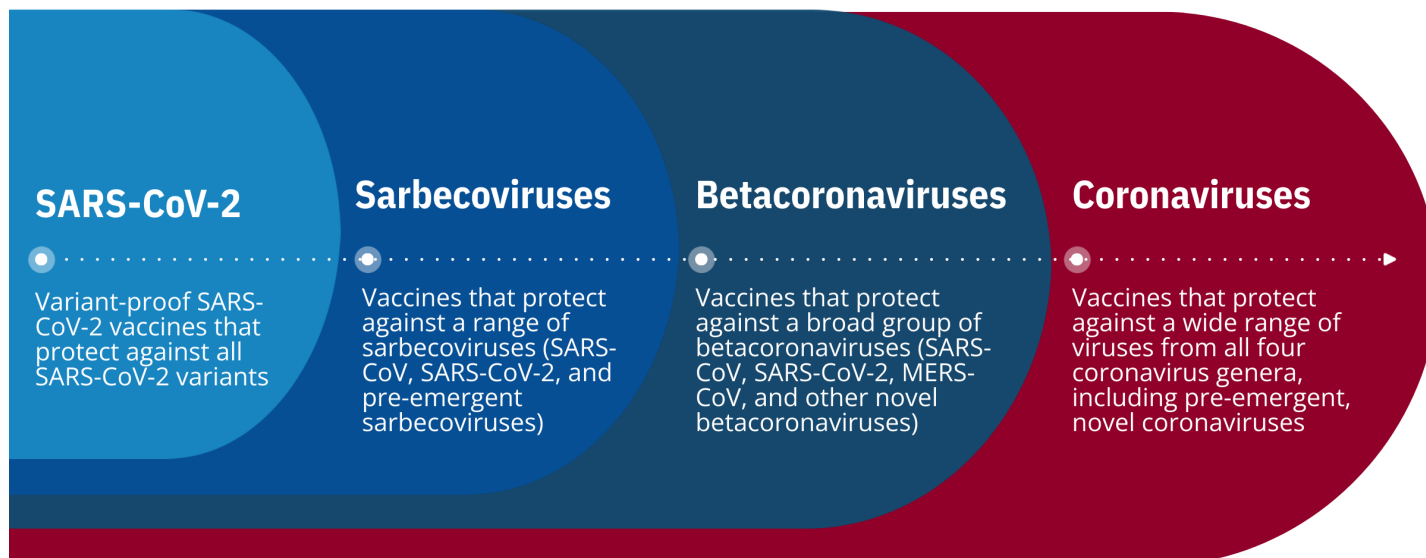 SARS-CoV-2
Variant-proof SARS-
CoV-2 vaccines that
protect against all
SARS-CoV-2 variants
Sarbecoviruses
Vaccines that protect
against a range of
sarbecoviruses (SARS-
CoV, SARS-CoV-2, and
pre-emergent
sarbecoviruses)
Betacoronaviruses
Vaccines that protect
against a broad group of
betacoronaviruses (SARS-
CoV, SARS-CoV-2, MERS-
CoV, and other novel
betacoronaviruses)
Coronaviruses
Vaccines that protect
against a wide range of
viruses from all four
coronavirus genera,
including pre-emergent,
novel coronaviruses